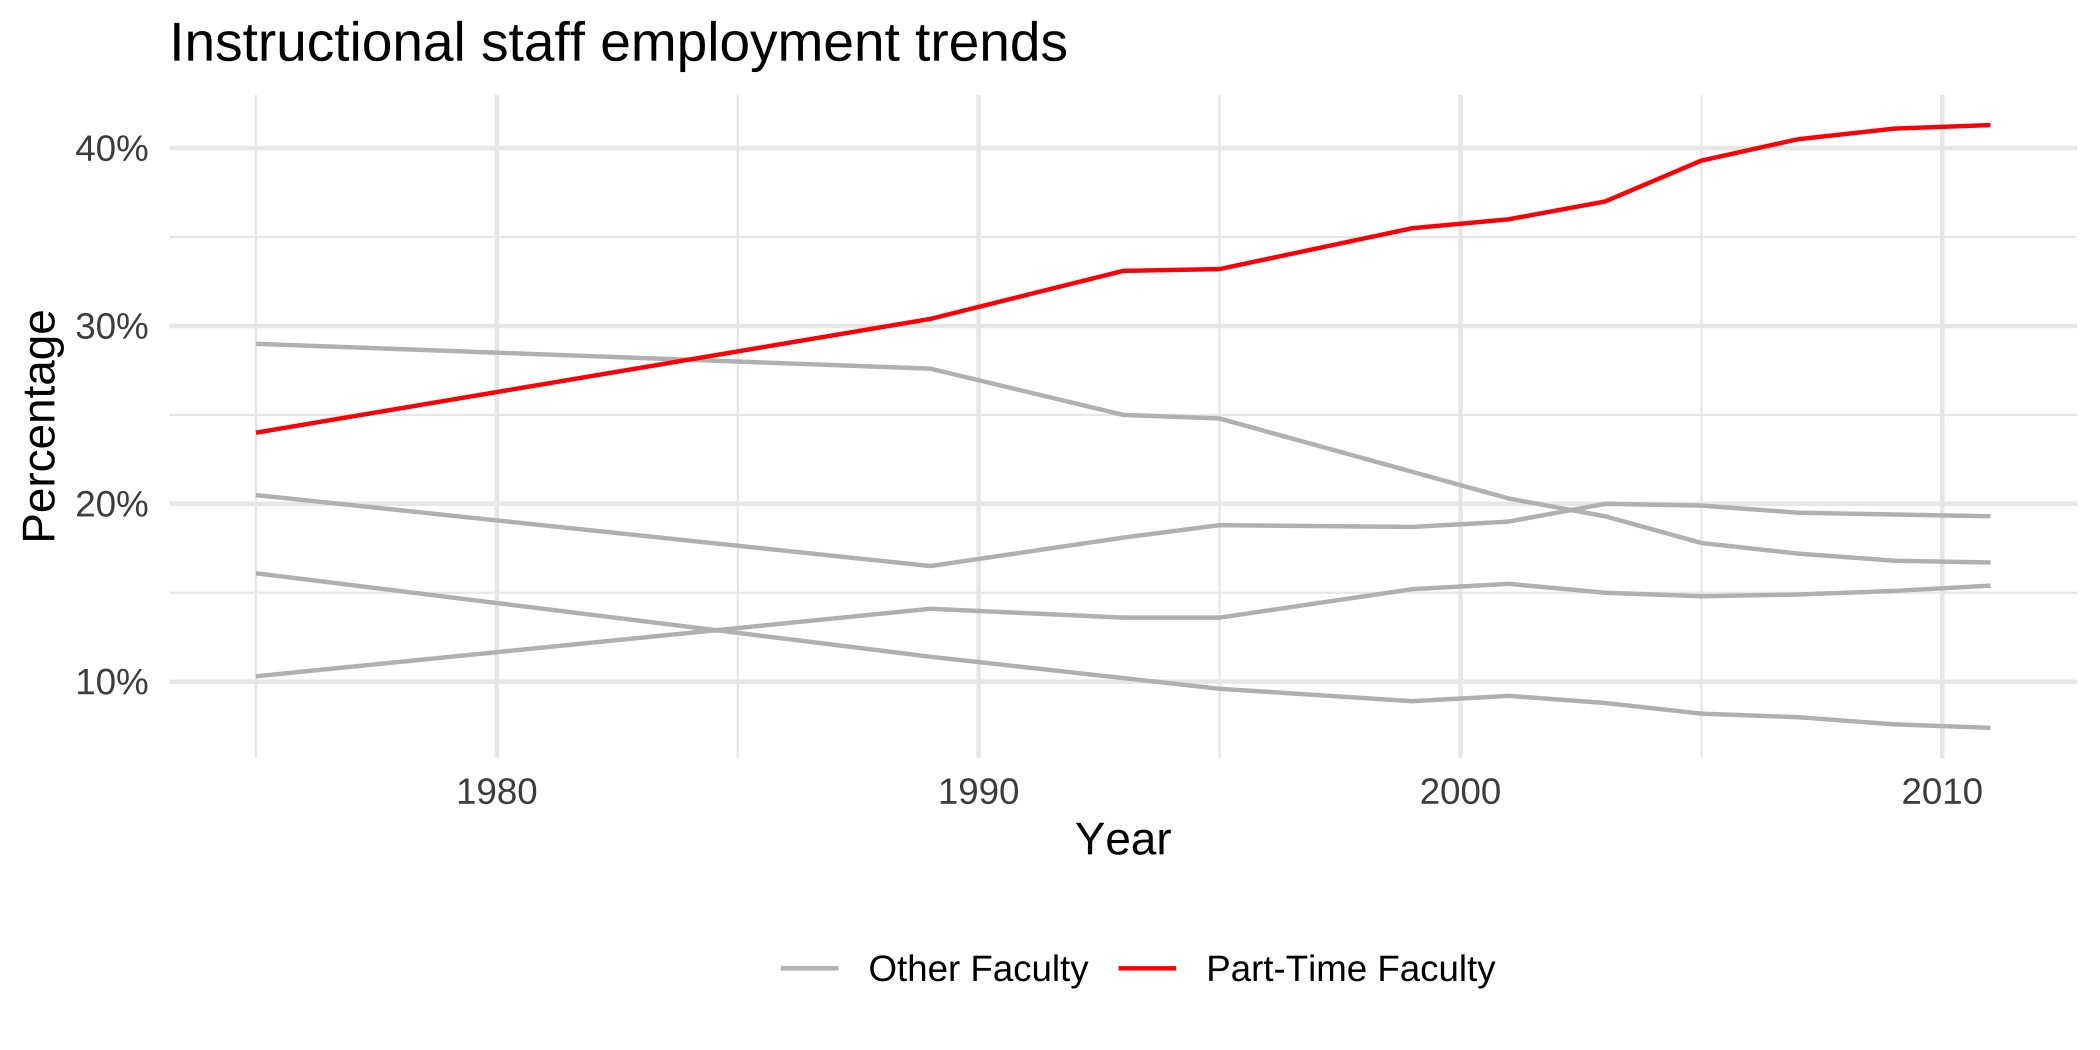 Instructional staff employment trends
40%
30%
20%
10%
Percentage
1980 1990 2000 2010
Year
Other Faculty Part-Time Faculty